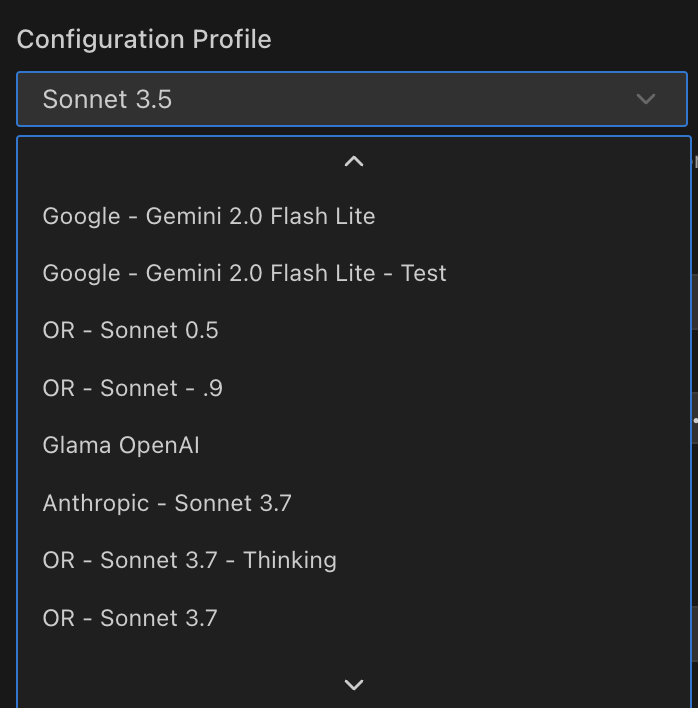 Configuration Profile
Sonnet 3.5
Google - Gemini 2.0 Flash Lite
Google - Gemini 2.0 Flash Lite - Test
OR - Sonnet 0.5
OR - Sonnet - .9
Glama OpenAI
Anthropic - Sonnet 3.7
OR - Sonnet 3.7 - Thinking
OR - Sonnet 3.7